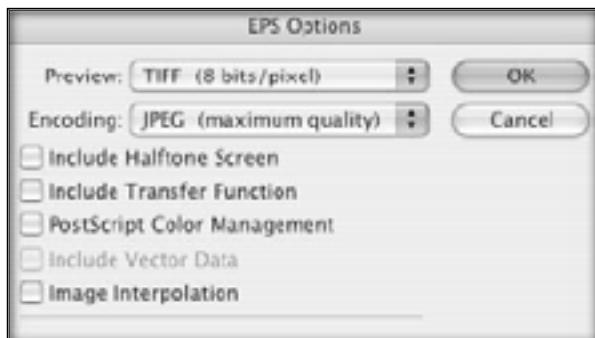 EPS Options
Preview: TIFF (8 bits/pixel) OK
Encoding: JPEG (maximum quality) Cancel
Include Halftone Screen
Include Transfer Function
PostScript Color Management
Include Vector Data
Image Interpolation